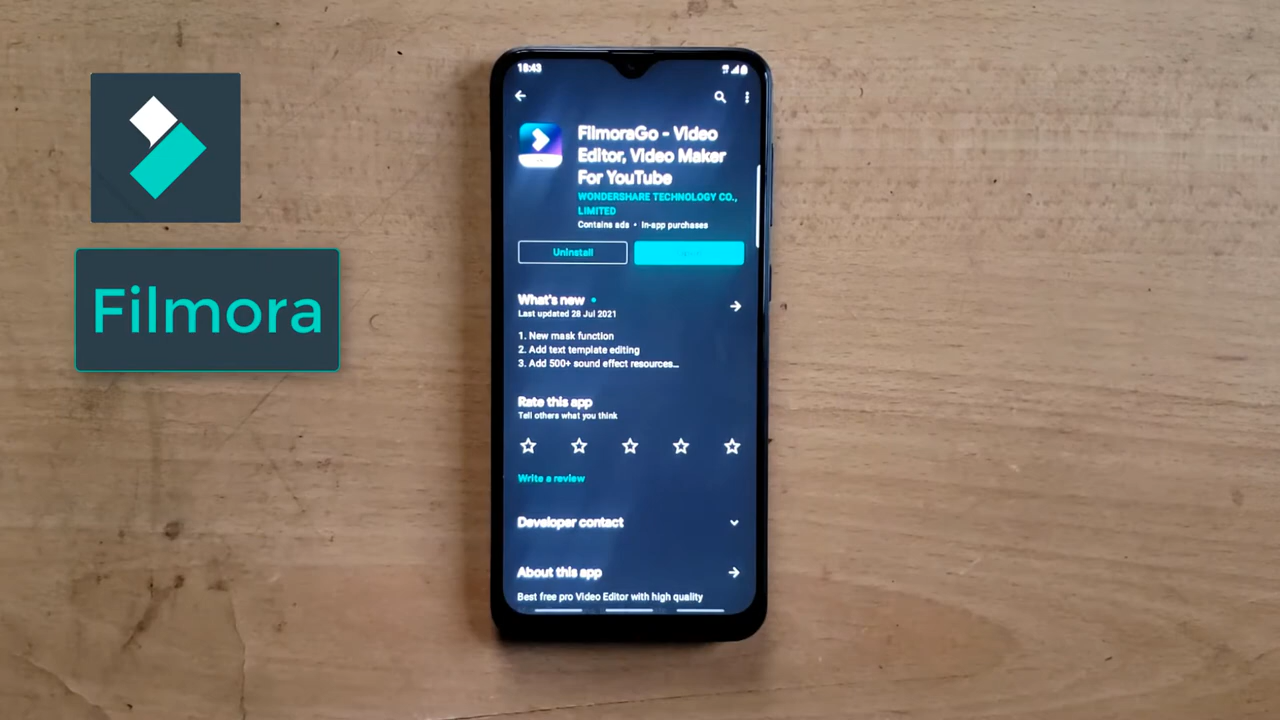 Filmora
18:43
FilmoraGo - Video
Editor, Video Maker
For YouTube
WONDERSHARE TECHNOLOGY CO.,
LIMITED
Contains ads • In-app purchases
Uninstall
What's new •
Last updated 28 Jul 2021
1. New mask function
2. Add text template editing
3. Add 500+ sound effect resources...
Rate this app
Tell others what you think
Write a review
Developer contact
About this app
Best free pro Video Editor with high quality